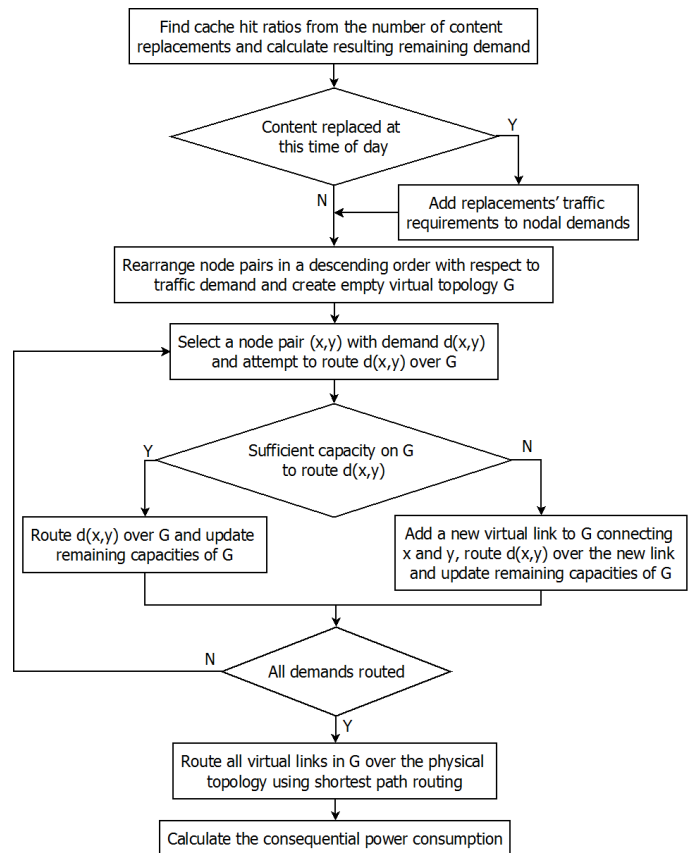 Find cache hit ratios from the number of content
replacements and calculate resulting remaining demand
Content replaced at
this time of day
Y
N
Add replacements' traffic
requirements to nodal demands
Rearrange node pairs in a descending order with respect to
traffic demand and create empty virtual topology G
Select a node pair (x,y) with demand d(x,y)
and attempt to route d(x,y) over G
Sufficient capacity on G
to route d(x,y)
Y
N
Route d(x,y) over G and update
remaining capacities of G
Add a new virtual link to G connecting
x and y, route d(x,y) over the new link
and update remaining capacities of G
All demands routed
N
Y
Route all virtual links in G over the physical
topology using shortest path routing
Calculate the consequential power consumption